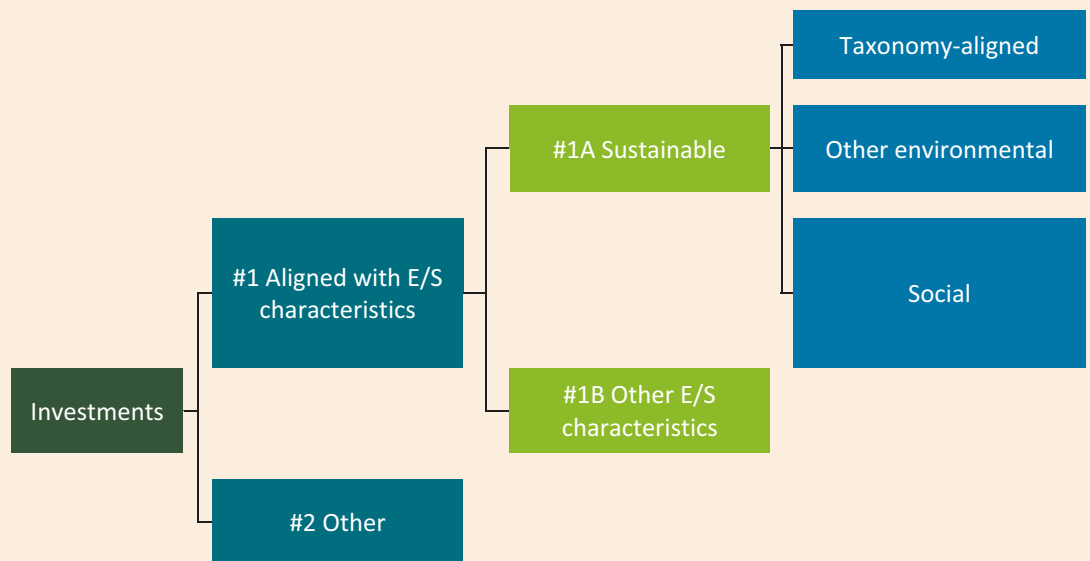 Investments
#1 Aligned with E/S
characteristics
#2 Other
#1A Sustainable
#1B Other E/S
characteristics
Taxonomy-aligned
Other environmental
Social